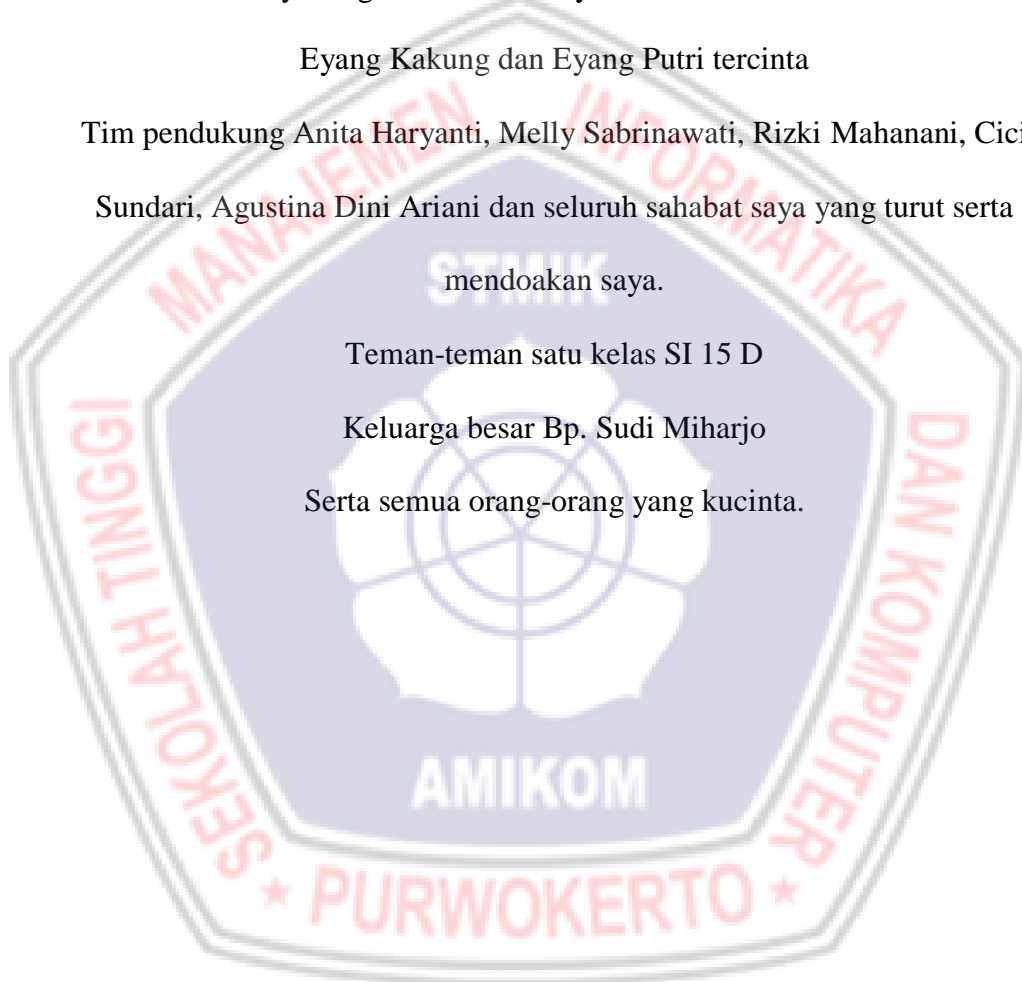 Eyang Kakung dan Eyang Putri tercinta
Tim pendukung Anita Haryanti, Melly Sabrinawati, Rizki Mahanani, Cici
Sundari, Agustina Dini Ariani dan seluruh sahabat saya yang turut serta
mendoakan saya.
Teman-teman satu kelas SI 15 D
Keluarga besar Bp. Sudi Miharjo
Serta semua orang-orang yang kucinta.
SEKOLAH TINGGI MANAJEMEN INFORMATIKA DAN KOMPUTER
STMIK
AMIKOM
* PURWOKERTO *